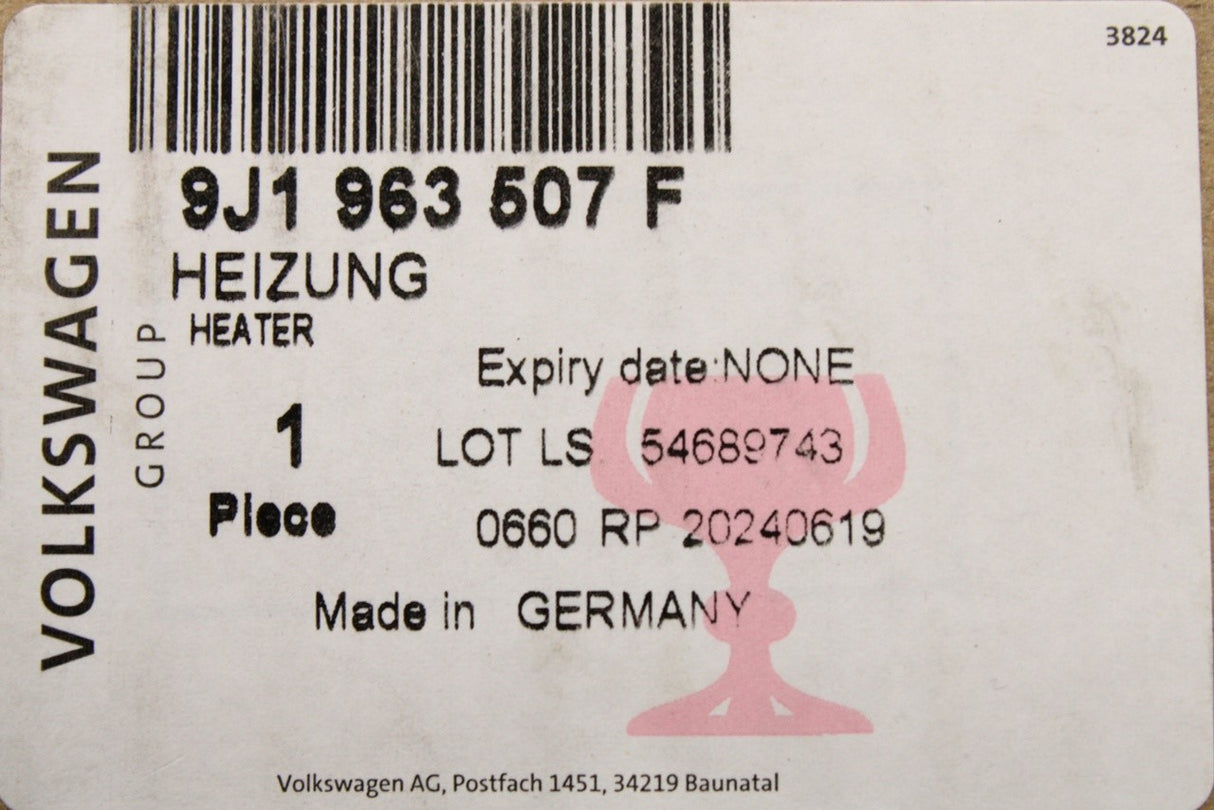 3824
VOLKSWAGEN
GROUP
9J1 963 507 F
HEIZUNG
HEATER
Expiry date:NONE
1
LOT LS 54689743
Piece
0660 RP 20240619
Made in GERMANY
Volkswagen AG, Postfach 1451, 34219 Baunatal